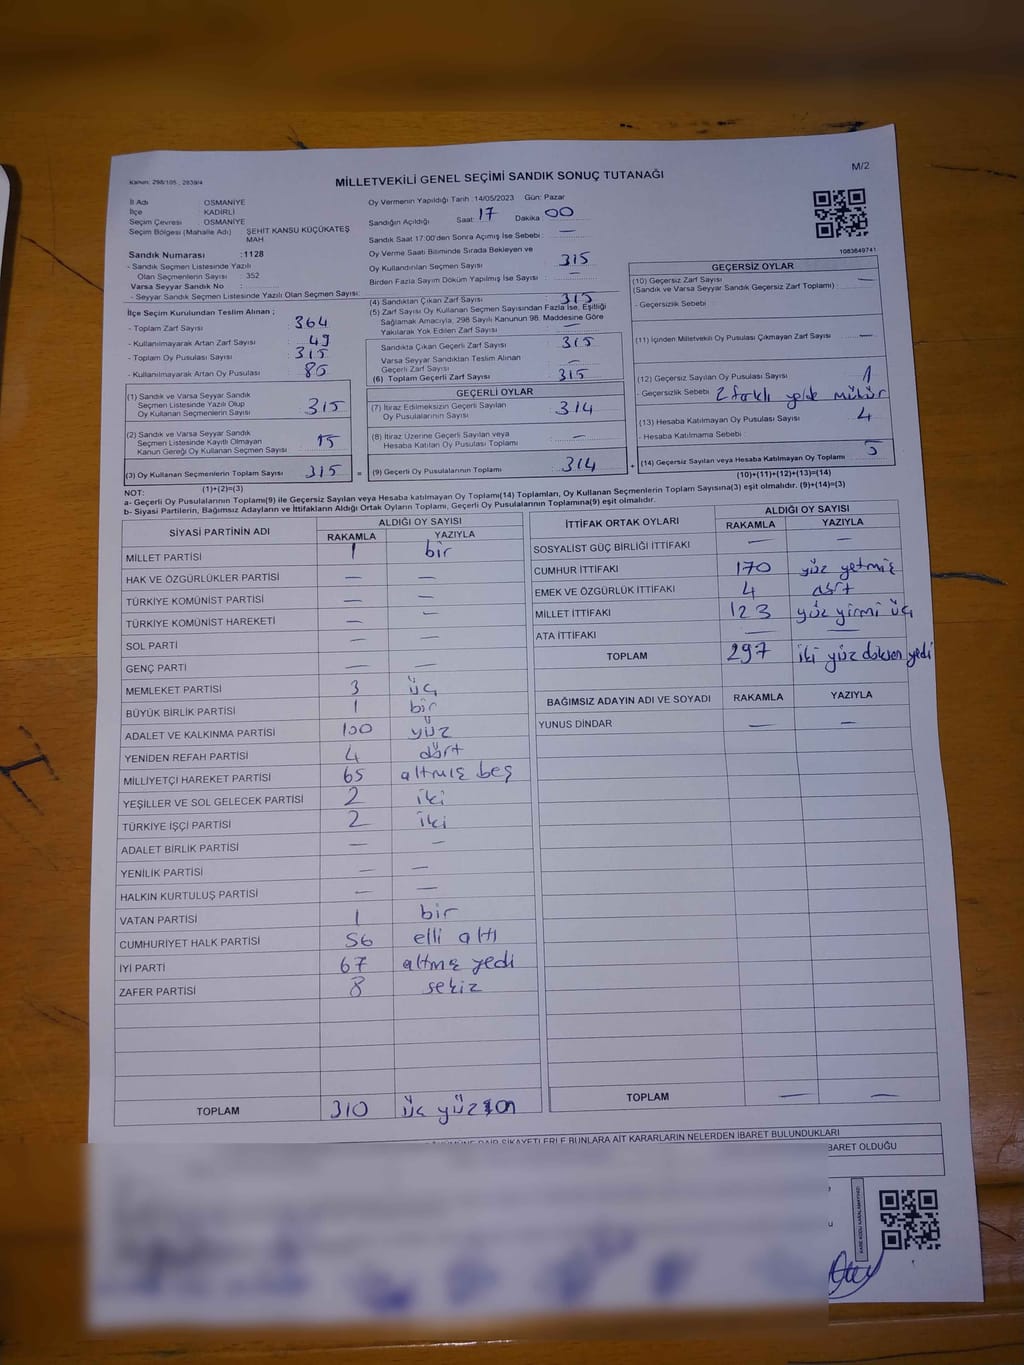 Kanun: 298/105 , 2839/4
M/2
MİLLETVEKİLİ GENEL SEÇİMİ SANDIK SONUÇ TUTANAĞI
İl Adı : OSMANİYE
İlçe : KADİRLİ
Seçim Çevresi : OSMANİYE
Seçim Bölgesi (Mahalle Adı) : ŞEHİT KANSU KÜÇÜKATEŞ MAH
Sandık Numarası : 1128
- Sandık Seçmen Listesinde Yazılı
Olan Seçmenlerin Sayısı : 352
Varsa Seyyar Sandık No :
- Seyyar Sandık Seçmen Listesinde Yazılı Olan Seçmen Sayısı:
İlçe Seçim Kurulundan Teslim Alınan ;
- Toplam Zarf Sayısı : 364
- Kullanılmayarak Artan Zarf Sayısı : 49
- Toplam Oy Pusulası Sayısı : 315
- Kullanılmayarak Artan Oy Pusulası : 85
Oy Vermenin Yapıldığı Tarih : 14/05/2023 Gün: Pazar
Sandığın Açıldığı Saat: 17 Dakika 00
Sandık Saat 17:00'den Sonra Açımış İse Sebebi : —
Oy Verme Saati Bitiminde Sırada Bekleyen ve
Oy Kullandırılan Seçmen Sayısı : 315
Birden Fazla Sayım Döküm Yapılmış İse Sayısı : —
(4) Sandıktan Çıkan Zarf Sayısı : 315
(5) Zarf Sayısı Oy Kullanan Seçmen Sayısından Fazla İse, Eşitliği
Sağlamak Amacıyla, 298 Sayılı Kanunun 98. Maddesine Göre
Yakılarak Yok Edilen Zarf Sayısı : —
Sandıkta Çıkan Geçerli Zarf Sayısı : 315
Varsa Seyyar Sandıktan Teslim Alınan
Geçerli Zarf Sayısı : —
(6) Toplam Geçerli Zarf Sayısı : 315
1083649741
GEÇERSİZ OYLAR
(10) Geçersiz Zarf Sayısı
(Sandık ve Varsa Seyyar Sandık Geçersiz Zarf Toplamı) : —
- Geçersizlik Sebebi :
(11) İçinden Milletvekili Oy Pusulası Çıkmayan Zarf Sayısı : —
(12) Geçersiz Sayılan Oy Pusulası Sayısı : 1
- Geçersizlik Sebebi : 2 farklı yerde mühür
(13) Hesaba Katılmayan Oy Pusulası Sayısı : 4
- Hesaba Katılmama Sebebi :
(14) Geçersiz Sayılan veya Hesaba Katılmayan Oy Toplamı : 5
(10)+(11)+(12)+(13)=(14)
(1) Sandık ve Varsa Seyyar Sandık
Seçmen Listesinde Yazılı Olup
Oy Kullanan Seçmenlerin Sayısı : 315
(2) Sandık ve Varsa Seyyar Sandık
Seçmen Listesinde Kayıtlı Olmayan
Kanun Gereği Oy Kullanan Seçmen Sayısı : 15
(3) Oy Kullanan Seçmenlerin Toplam Sayısı : 315
(1)+(2)=(3)
=
GEÇERLİ OYLAR
(7) İtiraz Edilmeksizin Geçerli Sayılan
Oy Pusulalarının Sayısı : 314
(8) İtiraz Üzerine Geçerli Sayılan veya
Hesaba Katılan Oy Pusulası Toplamı : —
(9) Geçerli Oy Pusulalarının Toplamı : 314
+
NOT:
a- Geçerli Oy Pusulalarının Toplamı(9) ile Geçersiz Sayılan veya Hesaba katılmayan Oy Toplamı(14) Toplamları, Oy Kullanan Seçmenlerin Toplam Sayısına(3) eşit olmalıdır. (9)+(14)=(3)
b- Siyasi Partilerin, Bağımsız Adayların ve İttifakların Aldığı Ortak Oyların Toplamı, Geçerli Oy Pusulalarının Toplamına(9) eşit olmalıdır.
SİYASİ PARTİNİN ADI ALDIĞI OY SAYISI
RAKAMLA YAZIYLA
MİLLET PARTİSİ 1 bir
HAK VE ÖZGÜRLÜKLER PARTİSİ — —
TÜRKİYE KOMÜNİST PARTİSİ — —
TÜRKİYE KOMÜNİST HAREKETİ — —
SOL PARTİ — —
GENÇ PARTİ — —
MEMLEKET PARTİSİ 3 üç
BÜYÜK BİRLİK PARTİSİ 1 bir
ADALET VE KALKINMA PARTİSİ 100 yüz
YENİDEN REFAH PARTİSİ 4 dört
MİLLİYETÇİ HAREKET PARTİSİ 65 altmış beş
YEŞİLLER VE SOL GELECEK PARTİSİ 2 iki
TÜRKİYE İŞÇİ PARTİSİ 2 iki
ADALET BİRLİK PARTİSİ — —
YENİLİK PARTİSİ — —
HALKIN KURTULUŞ PARTİSİ — —
VATAN PARTİSİ 1 bir
CUMHURİYET HALK PARTİSİ 56 elli altı
İYİ PARTİ 67 altmış yedi
ZAFER PARTİSİ 8 sekiz
TOPLAM 310 üç yüz on
İTTİFAK ORTAK OYLARI ALDIĞI OY SAYISI
RAKAMLA YAZIYLA
SOSYALİST GÜÇ BİRLİĞİ İTTİFAKI — —
CUMHUR İTTİFAKI 170 yüz yetmiş
EMEK VE ÖZGÜRLÜK İTTİFAKI 4 dört
MİLLET İTTİFAKI 123 yüz yirmi üç
ATA İTTİFAKI — —
TOPLAM 297 iki yüz doksan yedi
BAĞIMSIZ ADAYIN ADI VE SOYADI RAKAMLA YAZIYLA
YUNUS DİNDAR — —
TOPLAM — —
ŞİKAYETLERLE BUNLARA AİT KARARLARIN NELERDEN İBARET BULUNDUKLARI
İBARET OLDUĞU